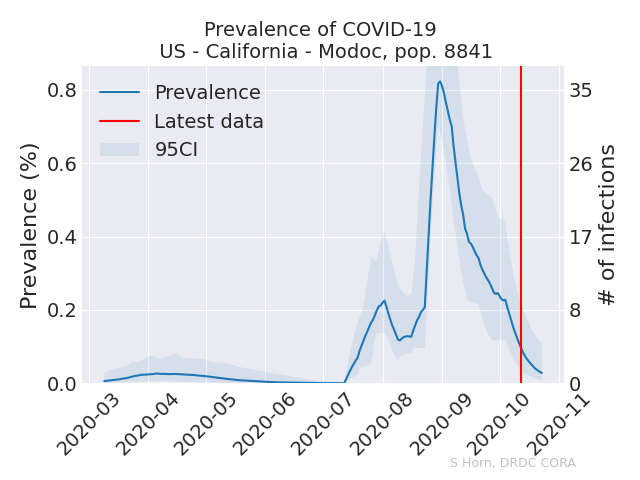 Prevalence of COVID-19
US - California - Modoc, pop. 8841
Prevalence
Latest data
95CI
Prevalence (%)
0.8
0.6
0.4
0.2
0.0
35
26
17
8
0
# of infections
2020-03
2020-04
2020-05
2020-06
2020-07
2020-08
2020-09
2020-10
2020-11
S Horn, DRDC CORA